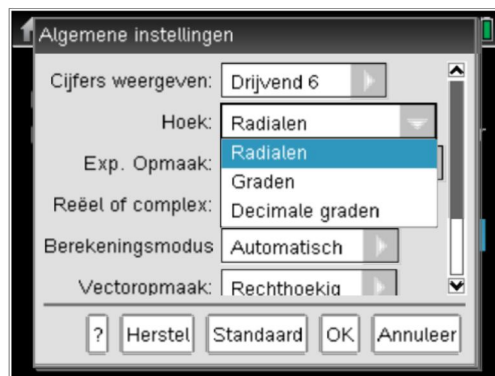 Algemene instellingen
Cijfers weergeven: Drijvend 6
Hoek: Radialen
Radialen
Exp. Opmaak:
Graden
Reëel of complex:
Decimale graden
Berekeningsmodus Automatisch
Vectoropmaak: Rechthoekig
? Herstel Standaard OK Annuleer